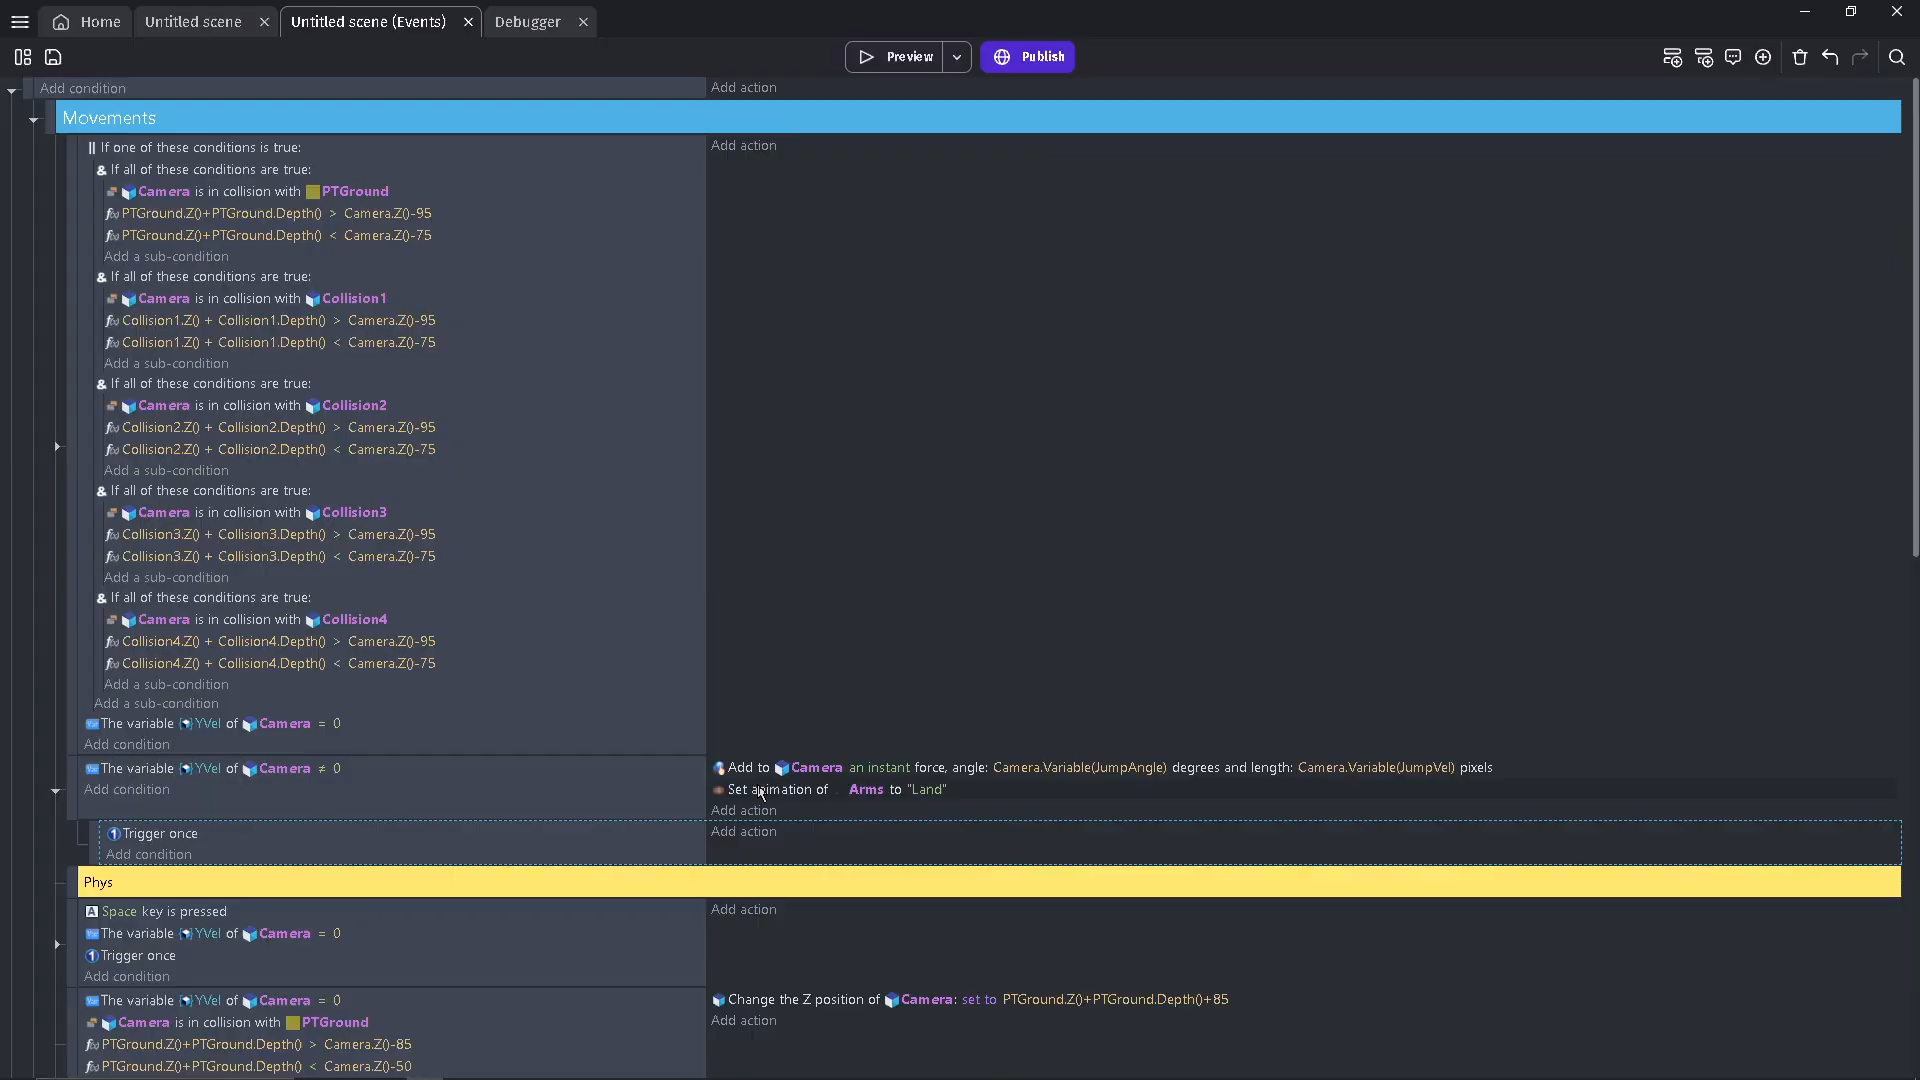 Home
Untitled scene
Untitled scene (Events)
Debugger
Preview
Publish
Add condition
Add action
Movements
If one of these conditions is true:
Add action
& If all of these conditions are true:
Camera is in collision with PTGround
f(x) PTGround.Z()+PTGround.Depth() > Camera.Z()-95
f(x) PTGround.Z()+PTGround.Depth() < Camera.Z()-75
Add a sub-condition
& If all of these conditions are true:
Camera is in collision with Collision1
f(x) Collision1.Z() + Collision1.Depth() > Camera.Z()-95
f(x) Collision1.Z() + Collision1.Depth() < Camera.Z()-75
Add a sub-condition
& If all of these conditions are true:
Camera is in collision with Collision2
f(x) Collision2.Z() + Collision2.Depth() > Camera.Z()-95
f(x) Collision2.Z() + Collision2.Depth() < Camera.Z()-75
Add a sub-condition
& If all of these conditions are true:
Camera is in collision with Collision3
f(x) Collision3.Z() + Collision3.Depth() > Camera.Z()-95
f(x) Collision3.Z() + Collision3.Depth() < Camera.Z()-75
Add a sub-condition
& If all of these conditions are true:
Camera is in collision with Collision4
f(x) Collision4.Z() + Collision4.Depth() > Camera.Z()-95
f(x) Collision4.Z() + Collision4.Depth() < Camera.Z()-75
Add a sub-condition
Add a sub-condition
The variable YVel of Camera = 0
Add condition
The variable YVel of Camera ≠ 0
Add condition
Add to Camera an instant force, angle: Camera.Variable(JumpAngle) degrees and length: Camera.Variable(JumpVel) pixels
Set animation of Arms to "Land"
Add action
Trigger once
Add condition
Add action
Phys
A Space key is pressed
The variable YVel of Camera = 0
Trigger once
Add condition
Add action
The variable YVel of Camera = 0
Camera is in collision with PTGround
f(x) PTGround.Z()+PTGround.Depth() > Camera.Z()-85
f(x) PTGround.Z()+PTGround.Depth() < Camera.Z()-50
Change the Z position of Camera: set to PTGround.Z()+PTGround.Depth()+85
Add action